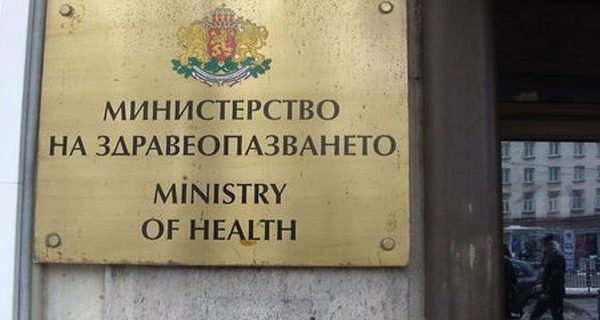 МИНИСТЕРСТВО
НА ЗДРАВЕОПАЗВАНЕТО
MINISTRY
OF HEALTH